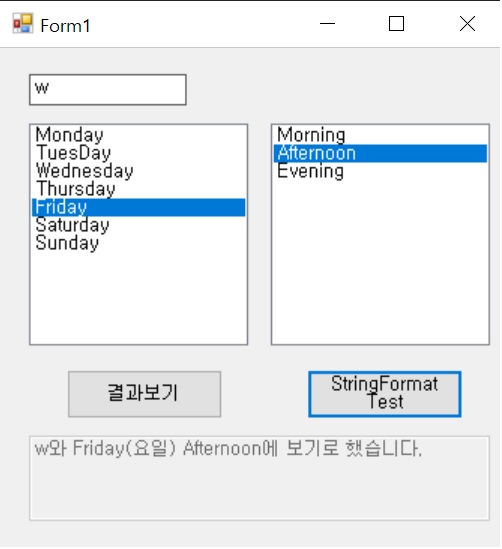 Form1
w
Monday
TuesDay
Wednesday
Thursday
Friday
Saturday
Sunday
Morning
Afternoon
Evening
결과보기
StringFormat
Test
w와 Friday(요일) Afternoon에 보기로 했습니다.